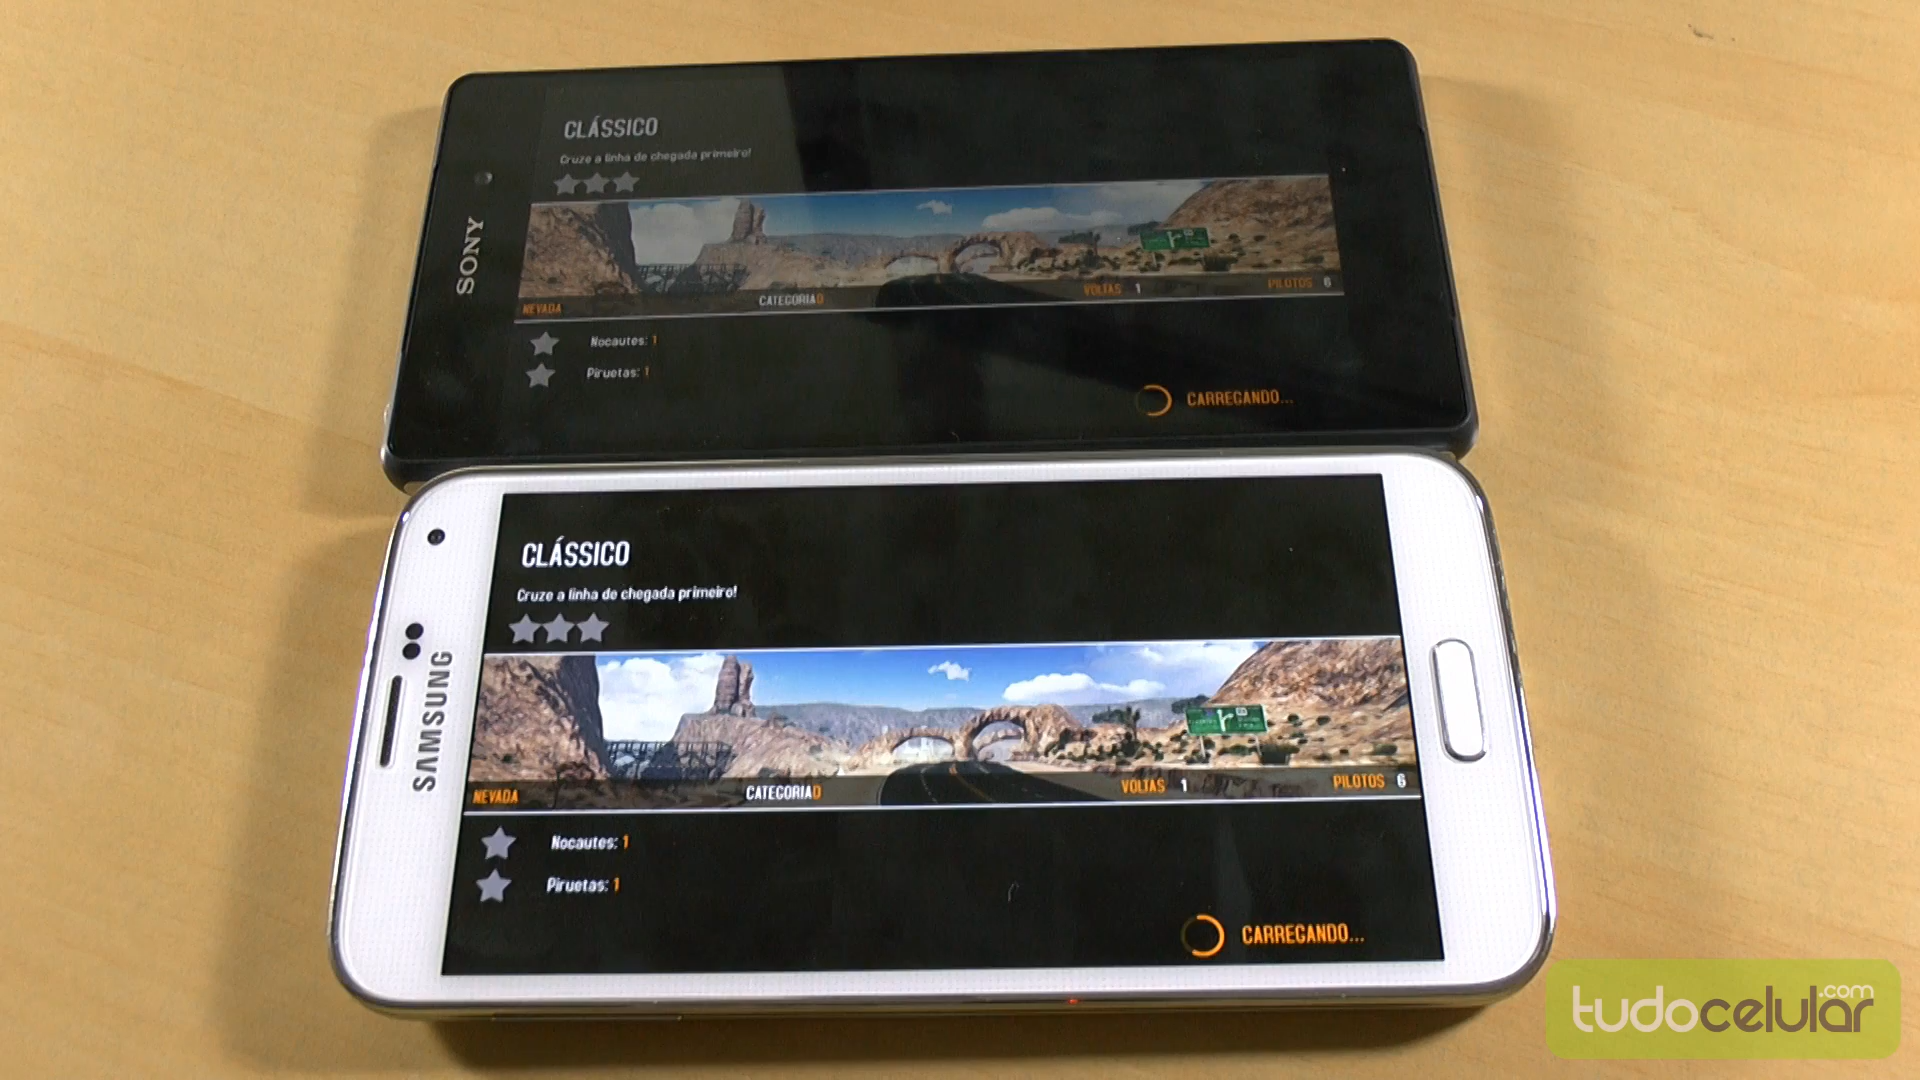 CLÁSSICO
Cruze a linha de chegada primeiro!
SONY
NEVADA CATEGORIA D VOLTAS 1 PILOTOS 6
Nocautes: 1
Piruetas: 1
CARREGANDO...
CLÁSSICO
Cruze a linha de chegada primeiro!
SAMSUNG
NEVADA CATEGORIA D VOLTAS 1 PILOTOS 6
Nocautes: 1
Piruetas: 1
CARREGANDO...
tudocelular.com